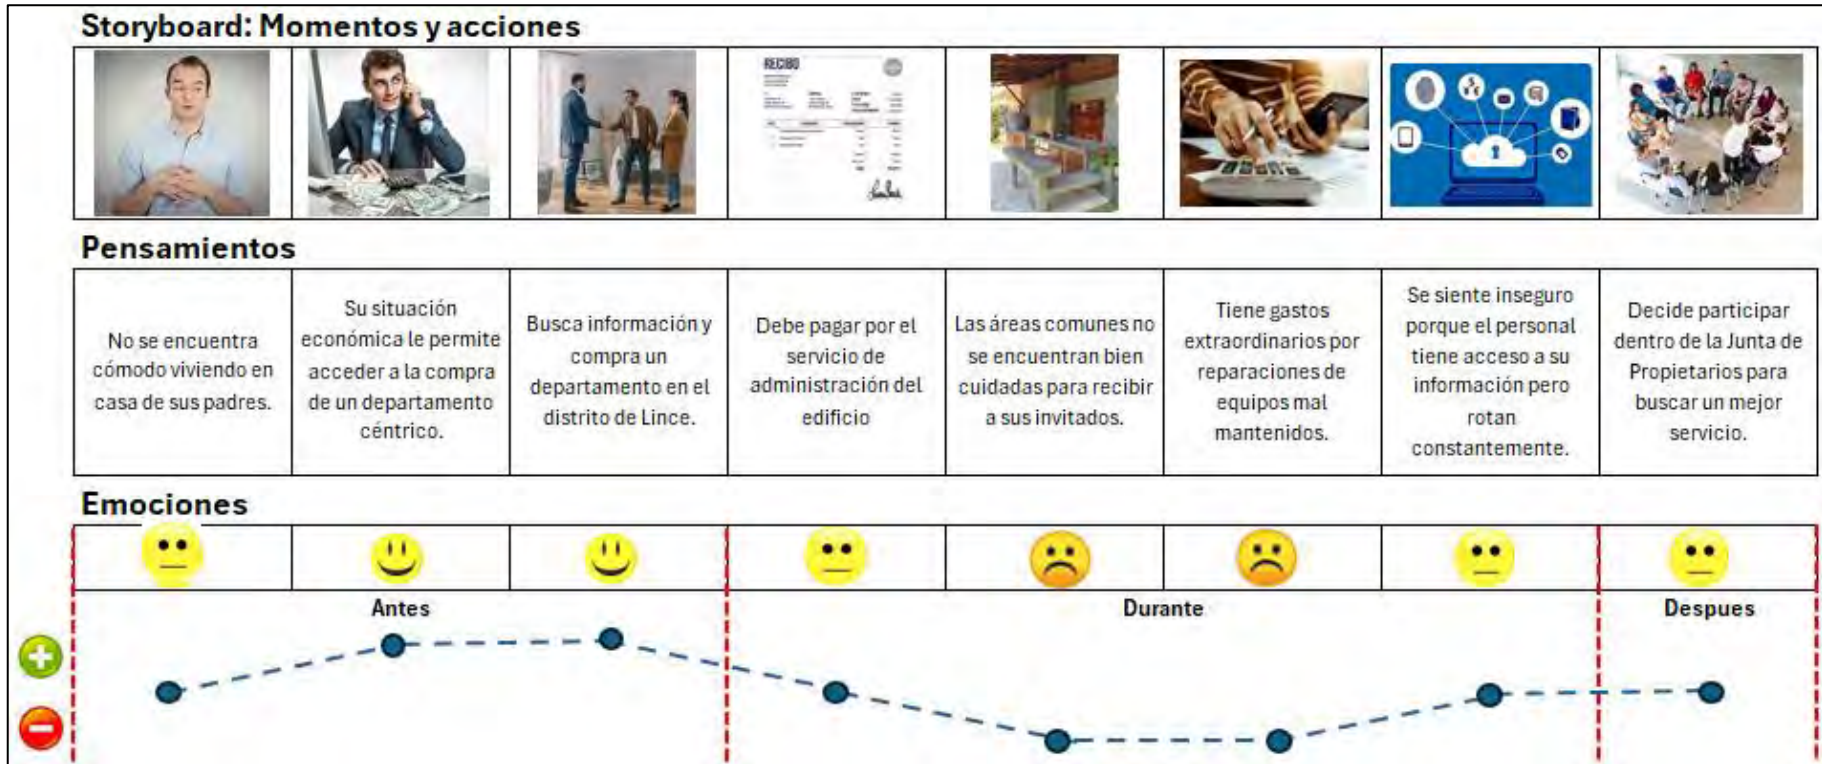 Storyboard: Momentos y acciones
RECIBO
Pensamientos
No se encuentra
cómodo viviendo en
casa de sus padres.
Su situación
económica le permite
acceder a la compra
de un departamento
céntrico.
Busca información y
compra un
departamento en el
distrito de Lince.
Debe pagar por el
servicio de
administración del
edificio
Las áreas comunes no
se encuentran bien
cuidadas para recibir
a sus invitados.
Tiene gastos
extraordinarios por
reparaciones de
equipos mal
mantenidos.
Se siente inseguro
porque el personal
tiene acceso a su
información pero
rotan
constantemente.
Decide participar
dentro de la Junta de
Propietarios para
buscar un mejor
servicio.
Emociones
Antes
Durante
Despues